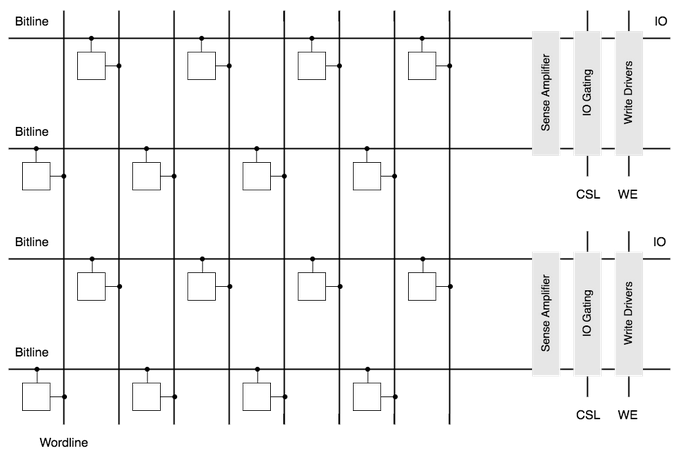 Bitline
IO
Sense Amplifier
IO Gating
Write Drivers
Bitline
CSL
WE
Bitline
IO
Sense Amplifier
IO Gating
Write Drivers
Bitline
CSL
WE
Wordline